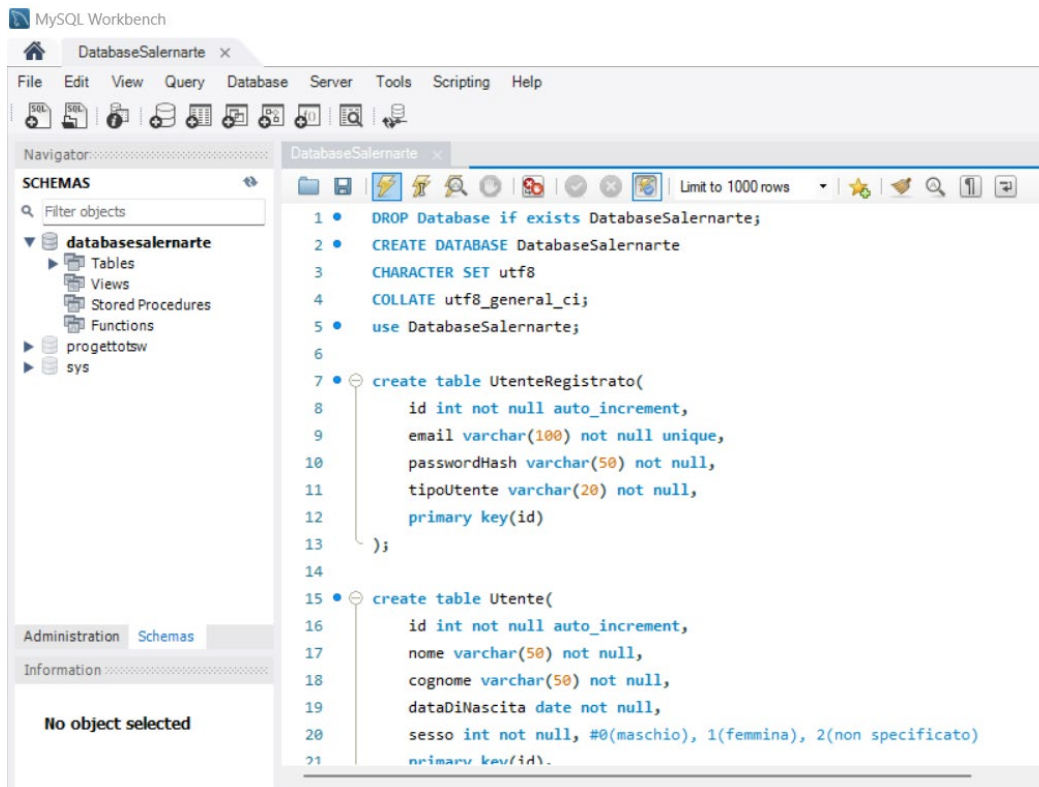 MySQL Workbench
DatabaseSalernarte
File Edit View Query Database Server Tools Scripting Help
Navigator
SCHEMAS
Filter objects
databasesalernarte
Tables
Views
Stored Procedures
Functions
progettotsw
sys
Administration Schemas
Information
No object selected
DatabaseSalernarte
Limit to 1000 rows
1 DROP Database if exists DatabaseSalernarte;
2 CREATE DATABASE DatabaseSalernarte
3 CHARACTER SET utf8
4 COLLATE utf8_general_ci;
5 use DatabaseSalernarte;
6
7 create table UtenteRegistrato(
8 id int not null auto_increment,
9 email varchar(100) not null unique,
10 passwordHash varchar(50) not null,
11 tipoUtente varchar(20) not null,
12 primary key(id)
13 );
14
15 create table Utente(
16 id int not null auto_increment,
17 nome varchar(50) not null,
18 cognome varchar(50) not null,
19 dataDiNascita date not null,
20 sesso int not null, #0(maschio), 1(femmina), 2(non specificato)
21 primary key(id),